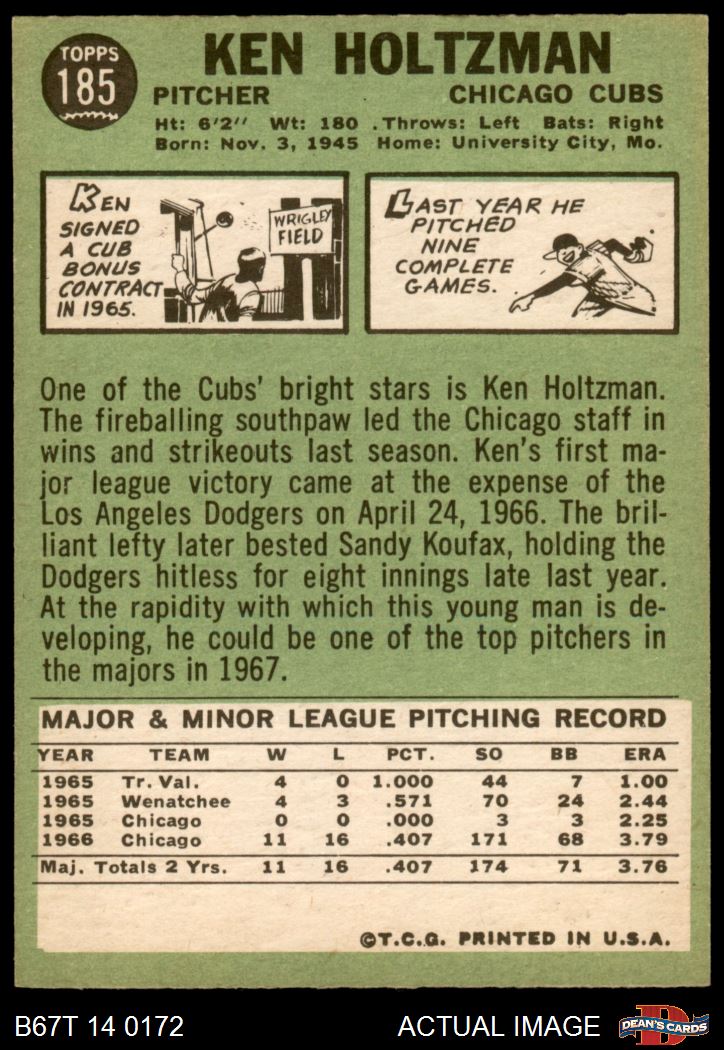 TOPPS
185
KEN HOLTZMAN
PITCHER CHICAGO CUBS
Ht: 6'2" Wt: 180 . Throws: Left Bats: Right
Born: Nov. 3, 1945 Home: University City, Mo.
KEN
SIGNED
A CUB
BONUS
CONTRACT
IN 1965.
WRIGLEY
FIELD
LAST YEAR HE
PITCHED
NINE
COMPLETE
GAMES.
One of the Cubs' bright stars is Ken Holtzman.
The fireballing southpaw led the Chicago staff in
wins and strikeouts last season. Ken's first ma-
jor league victory came at the expense of the
Los Angeles Dodgers on April 24, 1966. The bril-
liant lefty later bested Sandy Koufax, holding the
Dodgers hitless for eight innings late last year.
At the rapidity with which this young man is de-
veloping, he could be one of the top pitchers in
the majors in 1967.
MAJOR & MINOR LEAGUE PITCHING RECORD
YEAR TEAM W L PCT. SO BB ERA
1965 Tr. Val. 4 0 1.000 44 7 1.00
1965 Wenatchee 4 3 .571 70 24 2.44
1965 Chicago 0 0 .000 3 3 2.25
1966 Chicago 11 16 .407 171 68 3.79
Maj. Totals 2 Yrs. 11 16 .407 174 71 3.76
©T.C.G. PRINTED IN U.S.A.
B67T 14 0172 ACTUAL IMAGE
D
DEAN'S CARDS